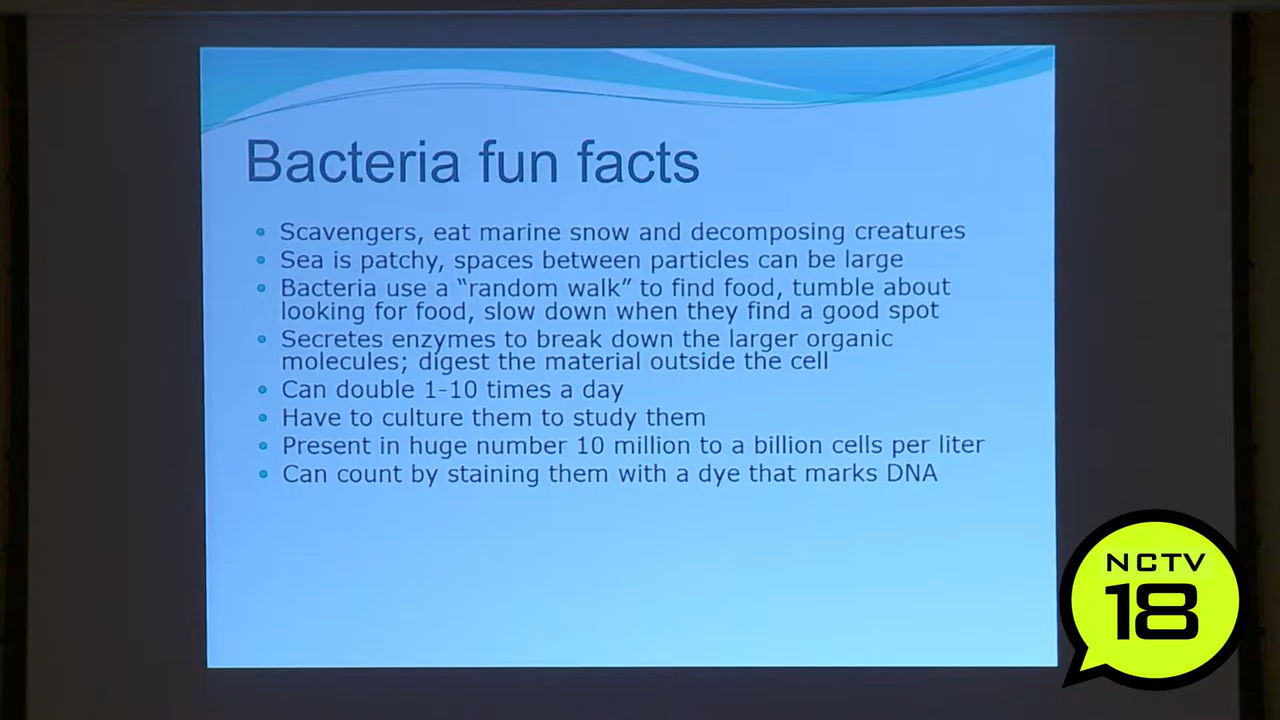 Bacteria fun facts
Scavengers, eat marine snow and decomposing creatures
Sea is patchy, spaces between particles can be large
Bacteria use a “random walk” to find food, tumble about
looking for food, slow down when they find a good spot
Secretes enzymes to break down the larger organic
molecules; digest the material outside the cell
Can double 1-10 times a day
Have to culture them to study them
Present in huge number 10 million to a billion cells per liter
Can count by staining them with a dye that marks DNA
NCTV
18